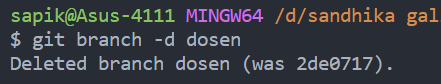 sapik@Asus-4111 MINGW64 /d/sandhika gal
$ git branch -d dosen
Deleted branch dosen (was 2de0717).